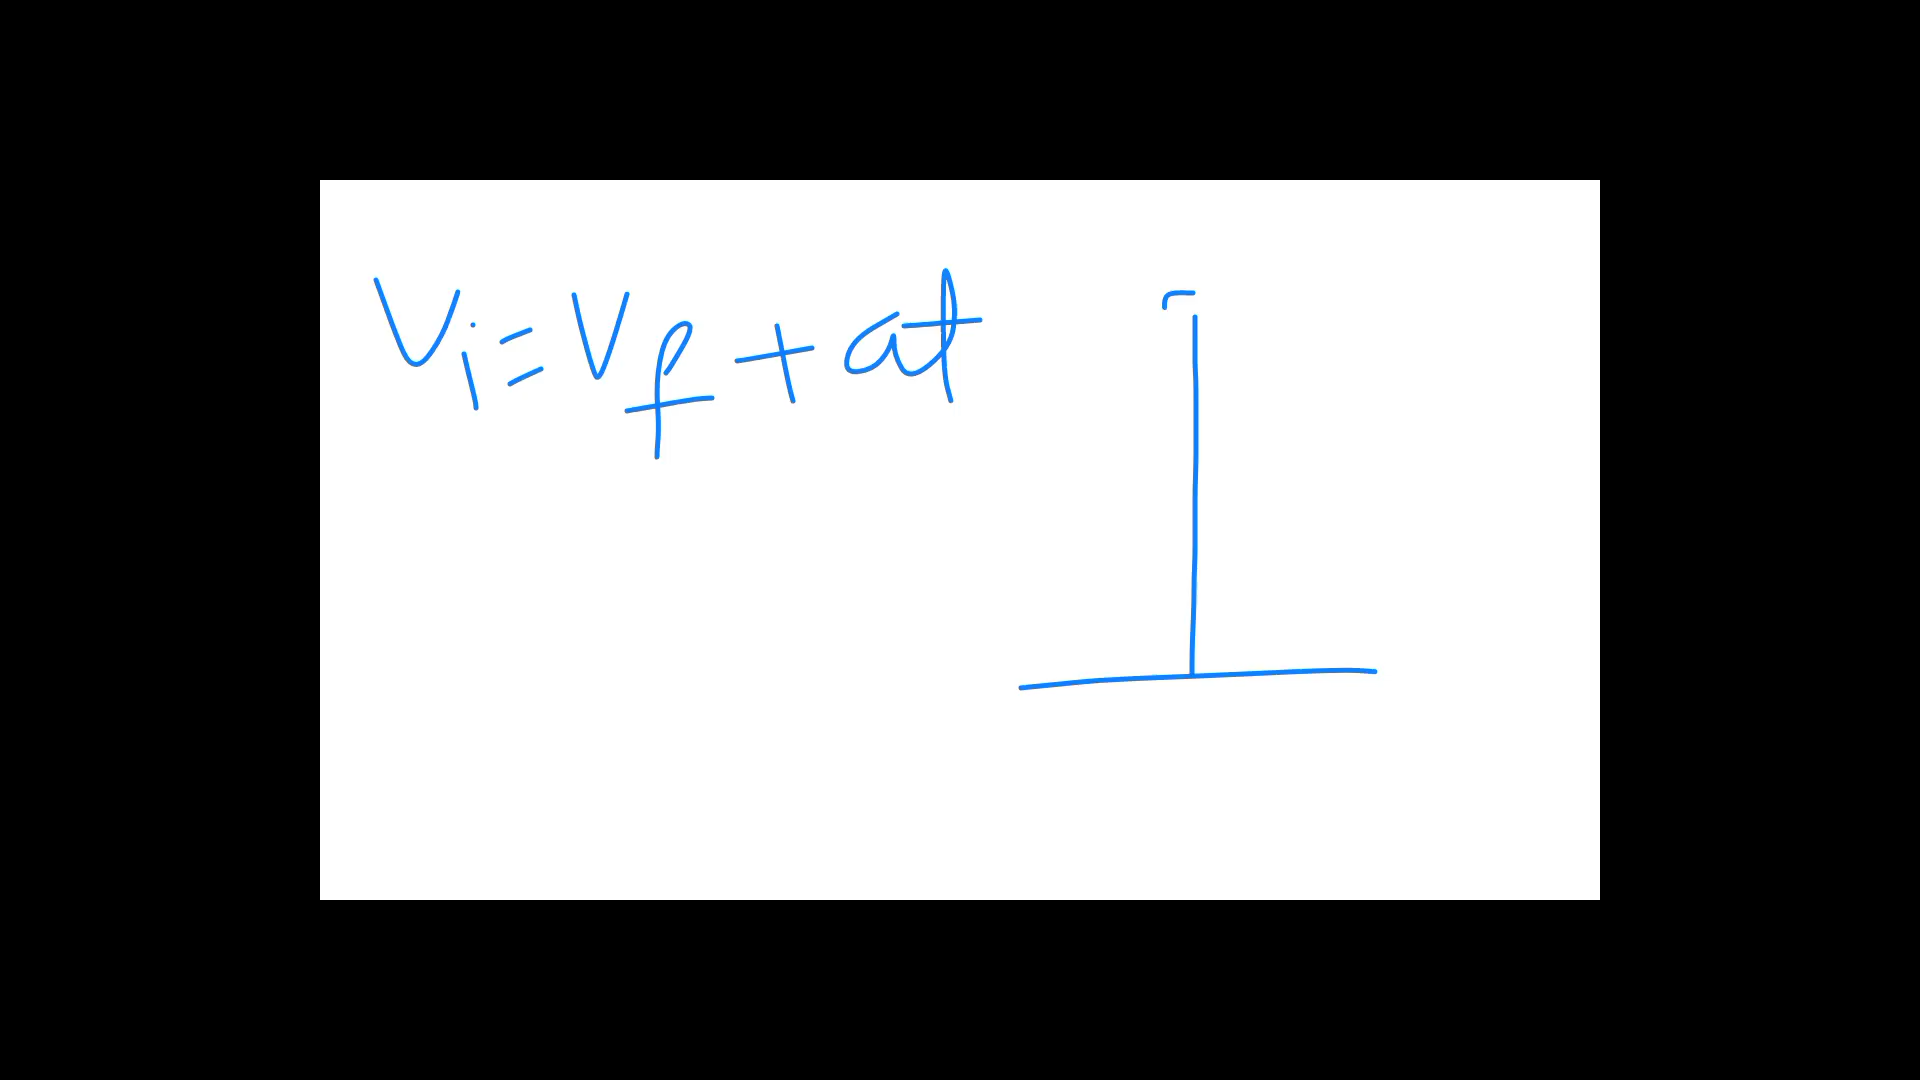 Vi = Vf + at